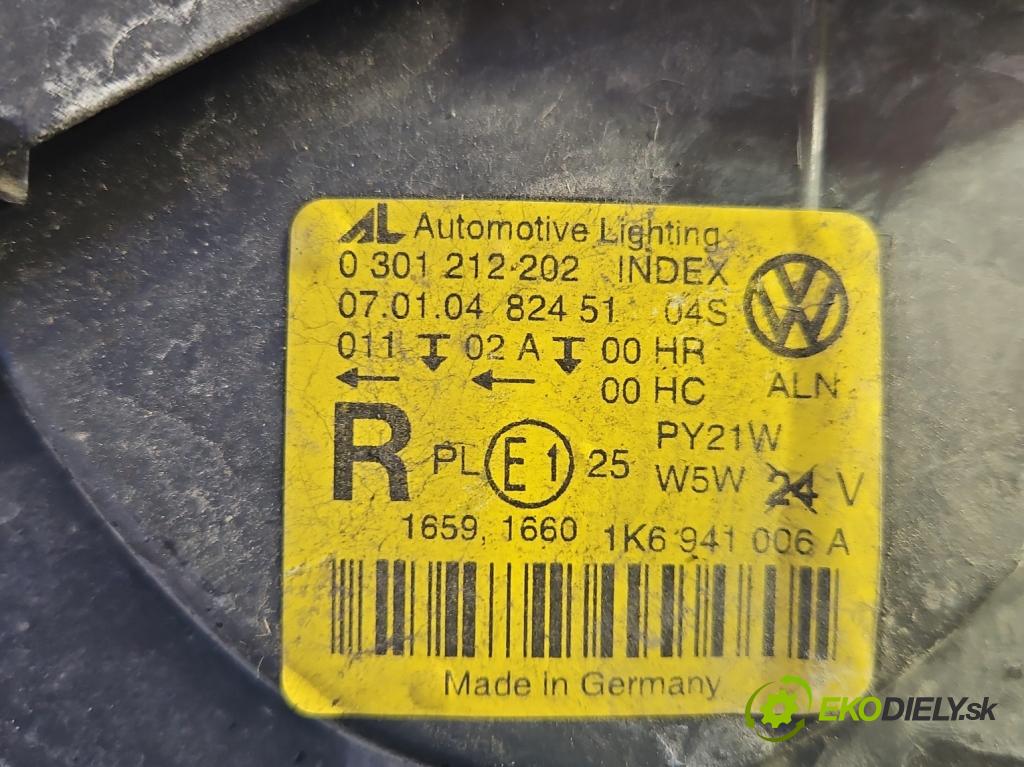 AL Automotive Lighting
0 301 212-202 INDEX
07.01.04 824 51 04S
011 02 A 00 HR
00 HC ALN
R PL E1 25 PY21W
W5W 24 V
1659, 1660 1K6 941 006 A
Made in Germany
EKODIELY.sk